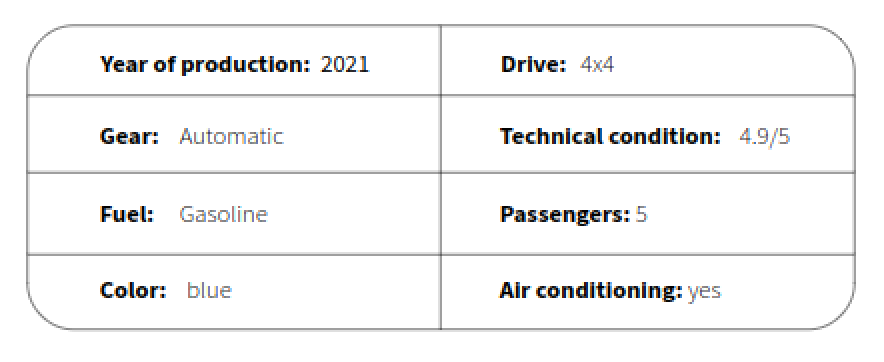 Year of production: 2021 Drive: 4x4
Gear: Automatic Technical condition: 4.9/5
Fuel: Gasoline Passengers: 5
Color: blue Air conditioning: yes